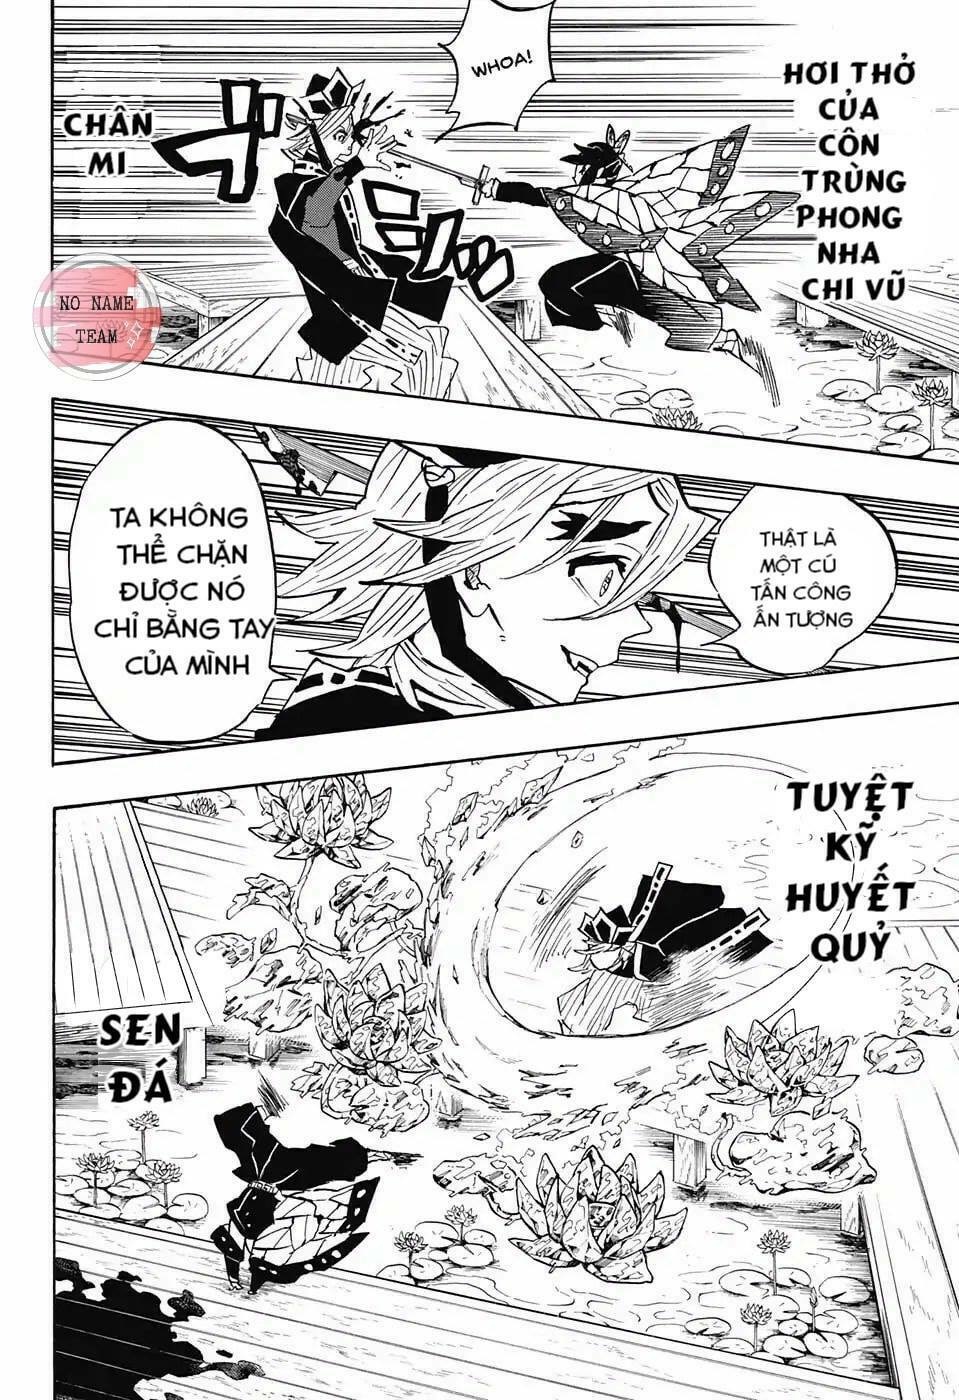 WHOA!
HƠI THỞ
CỦA
CÔN
TRÙNG
PHONG
NHA
CHI VŨ
CHÂN
MI
グッ
NO NAME
TEAM
THẬT LÀ
MỘT CÚ
TẤN CÔNG
ẤN TƯỢNG
TA KHÔNG
THỂ CHẶN
ĐƯỢC NÓ
CHỈ BẰNG TAY
CỦA MÌNH
TUYỆT
KỸ
HUYẾT
QUỶ
SEN
ĐÁ